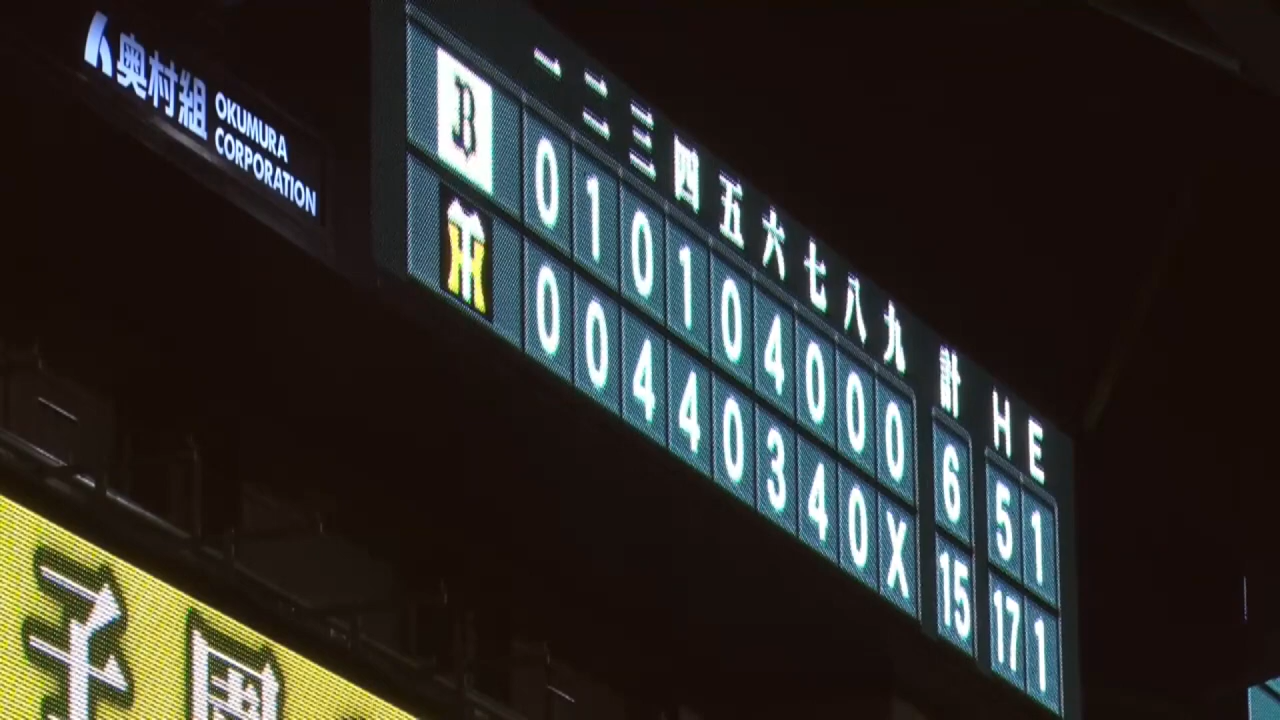 奥村組
OKUMURA
CORPORATION
一 二 三 四 五 六 七 八 九 計 H E
B 0 1 0 1 0 4 0 0 0 6 5 1
HT 0 0 4 4 0 3 4 0 X 15 17 1